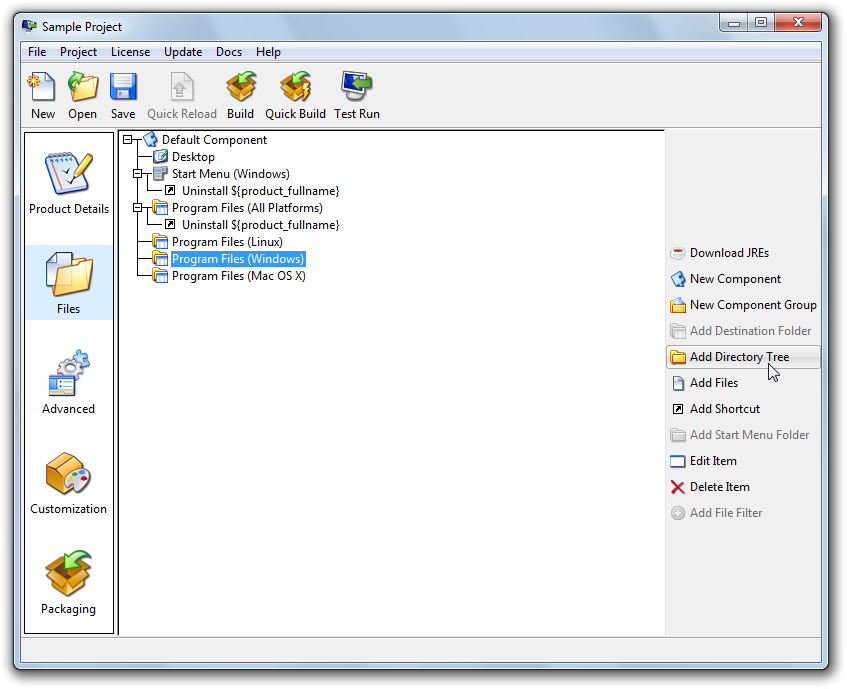 Sample Project
File Project License Update Docs Help
New Open Save Quick Reload Build Quick Build Test Run
Product Details
Files
Advanced
Customization
Packaging
Default Component
Desktop
Start Menu (Windows)
Uninstall ${product_fullname}
Program Files (All Platforms)
Uninstall ${product_fullname}
Program Files (Linux)
Program Files (Windows)
Program Files (Mac OS X)
Download JREs
New Component
New Component Group
Add Destination Folder
Add Directory Tree
Add Files
Add Shortcut
Add Start Menu Folder
Edit Item
Delete Item
Add File Filter